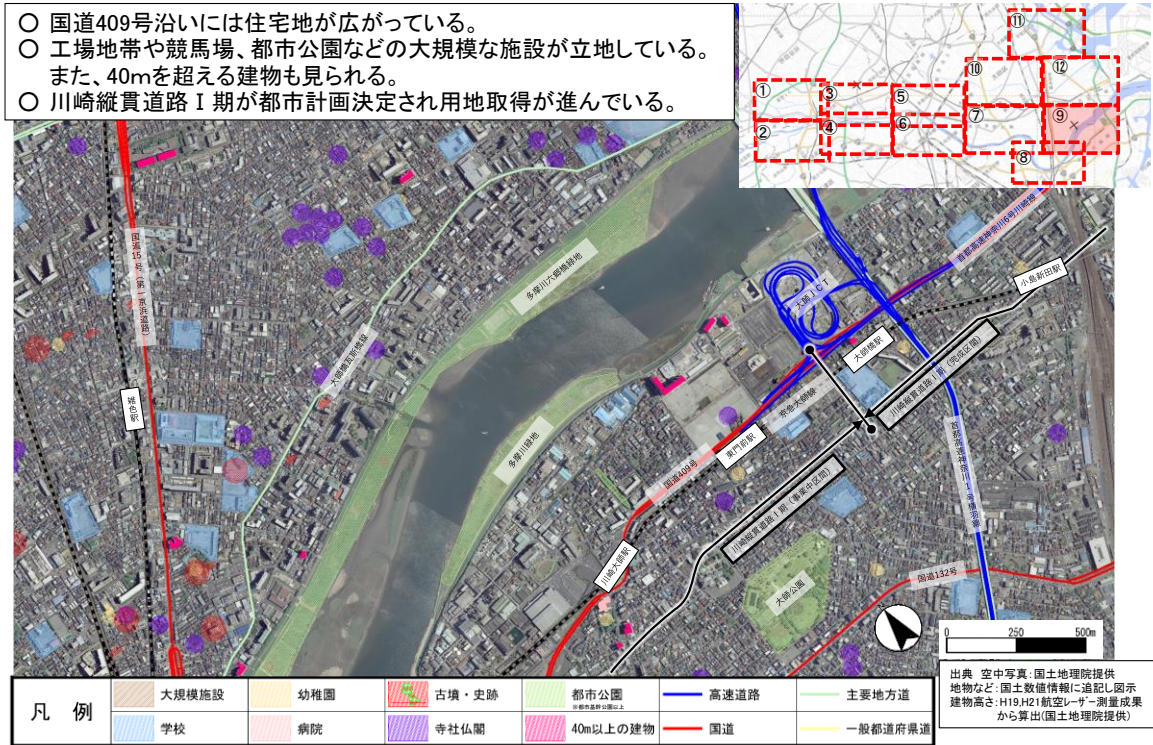 ○ 国道409号沿いには住宅地が広がっている。
○ 工場地帯や競馬場、都市公園などの大規模な施設が立地している。
また、40mを超える建物も見られる。
○ 川崎縦貫道路Ⅰ期が都市計画決定され用地取得が進んでいる。
①
②
③
④
⑤
⑥
⑦
⑧
⑨
⑩
⑪
⑫
国道15号(第一京浜道路)
雑色駅
大師橋瓦斯橋線
多摩川六郷橋緑地
多摩川緑地
大師JCT
首都高速神奈川6号川崎線
小島新田駅
大師橋駅
川崎縦貫道路Ⅰ期(完成区間)
京急大師線
東門前駅
国道409号
川崎縦貫道路Ⅰ期(事業中区間)
首都高速神奈川1号横羽線
川崎大師駅
大師公園
国道132号
0 250 500m
凡 例
大規模施設
幼稚園
古墳・史跡
都市公園
※都市基幹公園以上
高速道路
主要地方道
学校
病院
寺社仏閣
40m以上の建物
国道
一般都道府県道
出典 空中写真:国土地理院提供
地物など:国土数値情報に追記し図示
建物高さ:H19,H21航空レーザー測量成果
から算出(国土地理院提供)